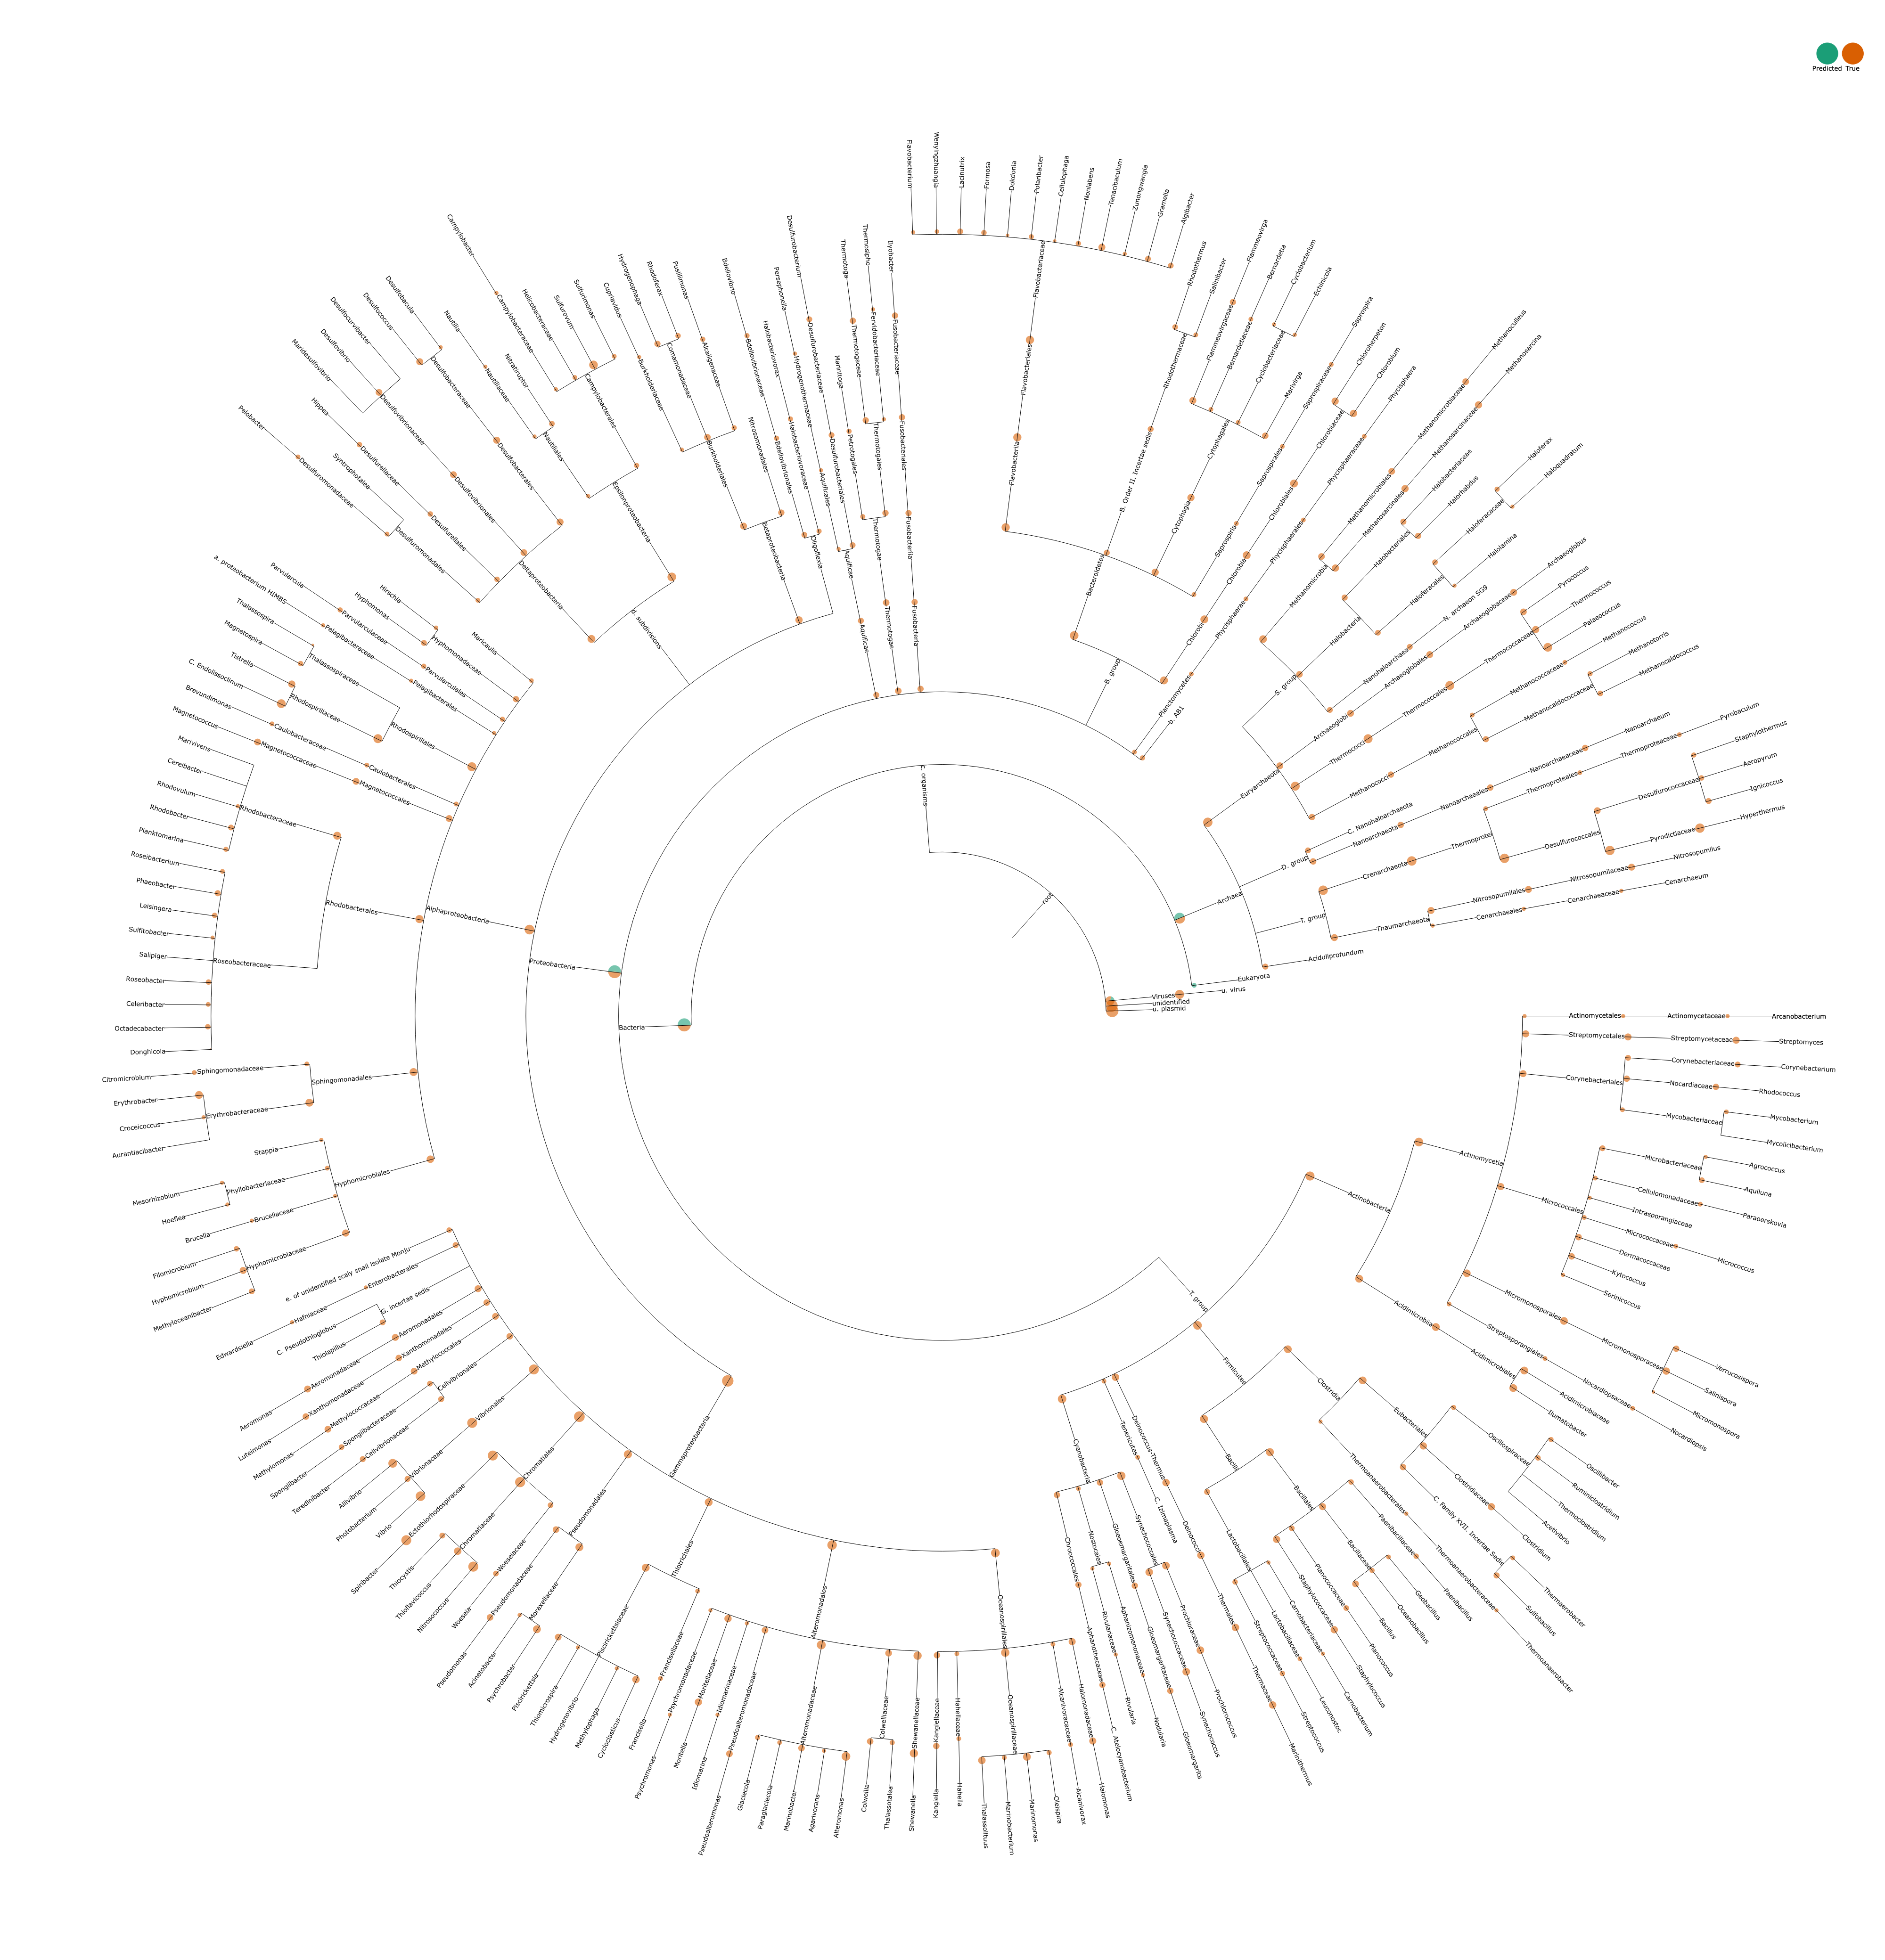 Predicted True
Flavobacterium
Wenyingzhuangia
Lacinutrix
Formosa
Dokdonia
Polaribacter
Cellulophaga
Nonlabens
Tenacibaculum
Zunongwangia
Gramella
Algibacter
Flavobacteriaceae
Flavobacteriales
Flavobacteriia
Rhodothermus
Salinibacter
Rhodothermaceae
B. Order II. Incertae sedis
Flammeovirga
Flammeovirgaceae
Bernardetia
Bernardetiaceae
Cyclobacterium
Echinicola
Cyclobacteriaceae
Marivirga
Cytophagales
Cytophagia
Saprospira
Saprospiraceae
Saprospirales
Saprospiria
Bacteroidetes
Chloroherpeton
Chlorobium
Chlorobiaceae
Chlorobiales
Chlorobia
Chlorobi
B. group
Phycisphaera
Phycisphaeraceae
Phycisphaerales
Phycisphaerae
Planctomycetes
b. AB1
Methanoculleus
Methanomicrobiaceae
Methanomicrobiales
Methanosarcina
Methanosarcinaceae
Methanosarcinales
Methanomicrobia
Halobacteriaceae
Halorhabdus
Halobacteriales
Haloferax
Haloquadratum
Haloferacaceae
Halolamina
Haloferacales
Halobacteria
N. archaeon SG9
Nanohaloarchaea
S. group
Archaeoglobus
Archaeoglobaceae
Archaeoglobales
Archaeoglobi
Pyrococcus
Thermococcus
Palaeococcus
Thermococcaceae
Thermococcales
Thermococci
Methanococcus
Methanococcaceae
Methanotorris
Methanocaldococcus
Methanocaldococcaceae
Methanococcales
Methanococci
Euryarchaeota
C. Nanohaloarchaeota
Nanoarchaeum
Nanoarchaeaceae
Nanoarchaeales
Nanoarchaeota
D. group
Pyrobaculum
Thermoproteaceae
Thermoproteales
Staphylothermus
Aeropyrum
Ignicoccus
Desulfurococcaceae
Hyperthermus
Pyrodictiaceae
Desulfurococcales
Thermoprotei
Crenarchaeota
Nitrosopumilus
Nitrosopumilaceae
Nitrosopumilales
Cenarchaeum
Cenarchaeaceae
Cenarchaeales
Thaumarchaeota
T. group
Aciduliprofundum
Archaea
Eukaryota
c. organisms
root
Viruses
u. virus
unidentified
u. plasmid
Bacteria
Ilyobacter
Fusobacteriaceae
Fusobacteriales
Fusobacteriia
Fusobacteria
Thermosipho
Fervidobacteriaceae
Thermotoga
Thermotogaceae
Thermotogales
Marinitoga
Petrotogaceae
Petrotogales
Thermotogae
Thermotogae
Desulfurobacterium
Desulfurobacteriaceae
Desulfurobacteriales
Persephonella
Hydrogenothermaceae
Aquificales
Aquificae
Aquificae
Halobacteriovorax
Halobacteriovoraceae
Bdellovibrio
Bdellovibrionaceae
Bdellovibrionales
Oligoflexia
Nitrosomonadales
Pusillimonas
Alcaligenaceae
Rhodoferax
Hydrogenophaga
Comamonadaceae
Cupriavidus
Burkholderiaceae
Burkholderiales
Betaproteobacteria
Sulfurimonas
Sulfurovum
Helicobacteraceae
Campylobacter
Campylobacteraceae
Campylobacterales
Nitratiruptor
Nautilia
Nautiliaceae
Nautiliales
Epsilonproteobacteria
Desulfobacula
Desulfococcus
Desulfobacteraceae
Desulfobacterales
Desulfocurvibacter
Desulfovibrio
Maridesulfovibrio
Desulfovibrionaceae
Desulfovibrionales
Hippea
Desulfurellaceae
Desulfurellales
Syntrophotalea
Pelobacter
Desulfuromonadaceae
Desulfuromonadales
Deltaproteobacteria
d. subdivisions
Maricaulis
Hirschia
Hyphomonas
Hyphomonadaceae
Parvularcula
Parvularculaceae
Parvularculales
a. proteobacterium HIMB5
Pelagibacteraceae
Pelagibacterales
Thalassospira
Magnetospira
Thalassospiraceae
Tistrella
C. Endolissoclinum
Rhodospirillaceae
Rhodospirillales
Brevundimonas
Caulobacteraceae
Caulobacterales
Magnetococcus
Magnetococcaceae
Magnetococcales
Marivivens
Cereibacter
Rhodovulum
Rhodobacter
Planktomarina
Rhodobacteraceae
Roseibacterium
Phaeobacter
Leisingera
Sulfitobacter
Salipiger
Roseobacter
Celeribacter
Octadecabacter
Donghicola
Roseobacteraceae
Rhodobacterales
Alphaproteobacteria
Proteobacteria
Citromicrobium
Sphingomonadaceae
Erythrobacter
Croceicoccus
Aurantiacibacter
Erythrobacteraceae
Sphingomonadales
Stappia
Mesorhizobium
Hoeflea
Phyllobacteriaceae
Brucella
Brucellaceae
Filomicrobium
Hyphomicrobium
Methyloceanibacter
Hyphomicrobiaceae
Hyphomicrobiales
e. of unidentified scaly snail isolate Monju
Edwardsiella
Hafniaceae
Enterobacterales
C. Pseudothioglobus
Thiolapillus
G. incertae sedis
Aeromonas
Aeromonadaceae
Aeromonadales
Luteimonas
Xanthomonadaceae
Xanthomonadales
Methylomonas
Methylococcaceae
Methylococcales
Spongiibacter
Spongiibacteraceae
Teredinibacter
Cellvibrionaceae
Cellvibrionales
Aliivibrio
Photobacterium
Vibrio
Vibrionaceae
Vibrionales
Spiribacter
Ectothiorhodospiraceae
Thiocystis
Thioflavicoccus
Nitrosococcus
Chromatiaceae
Woeseia
Woeseiaceae
Chromatiales
Pseudomonas
Pseudomonadaceae
Acinetobacter
Psychrobacter
Moraxellaceae
Pseudomonadales
Piscirickettsia
Thiomicrospira
Hydrogenovibrio
Methylophaga
Cycloclasticus
Piscirickettsiaceae
Francisella
Francisellaceae
Thiotrichales
Gammaproteobacteria
Psychromonas
Psychromonadaceae
Moritella
Moritellaceae
Idiomarina
Idiomarinaceae
Pseudoalteromonas
Pseudoalteromonadaceae
Glaciecola
Paraglaciecola
Marinobacter
Agarivorans
Alteromonas
Alteromonadaceae
Colwellia
Thalassotalea
Colwelliaceae
Shewanella
Shewanellaceae
Alteromonadales
Kangiella
Kangiellaceae
Hahella
Hahellaceae
Thalassolituus
Marinobacterium
Marinomonas
Oleispira
Oceanospirillaceae
Alcanivorax
Alcanivoracaceae
Halomonas
Halomonadaceae
Oceanospirillales
C. Atelocyanobacterium
Aphanothecaceae
Chroococcales
Rivularia
Rivulariaceae
Nodularia
Aphanizomenonaceae
Nostocales
Gloeomargarita
Gloeomargaritaceae
Gloeomargaritales
Synechococcus
Synechococcaceae
Prochlorococcus
Prochloraceae
Synechococcales
Cyanobacteria
C. Izimaplasma
Tenericutes
Marinithermus
Thermaceae
Thermales
Deinococci
Deinococcus-Thermus
Streptococcus
Streptococcaceae
Leuconostoc
Lactobacillaceae
Carnobacterium
Carnobacteriaceae
Lactobacillales
Staphylococcus
Staphylococcaceae
Planococcus
Planococcaceae
Bacillus
Oceanobacillus
Geobacillus
Bacillaceae
Paenibacillus
Paenibacillaceae
Bacillales
Bacilli
Thermoanaerobacter
Thermoanaerobacteraceae
Thermoanaerobacterales
Sulfobacillus
Thermaerobacter
C. Family XVII. Incertae Sedis
Clostridium
Clostridiaceae
Acetivibrio
Thermoclostridium
Ruminiclostridium
Oscillibacter
Oscillospiraceae
Eubacteriales
Clostridia
Firmicutes
T. group
Ilumatobacter
Acidimicrobiaceae
Acidimicrobiales
Acidimicrobiia
Nocardiopsis
Nocardiopsaceae
Streptosporangiales
Micromonospora
Salinispora
Verrucosispora
Micromonosporaceae
Micromonosporales
Serinicoccus
Kytococcus
Dermacoccaceae
Micrococcus
Micrococcaceae
Intrasporangiaceae
Paraoerskovia
Cellulomonadaceae
Aquiluna
Agrococcus
Microbacteriaceae
Micrococcales
Mycolicibacterium
Mycobacterium
Mycobacteriaceae
Rhodococcus
Nocardiaceae
Corynebacterium
Corynebacteriaceae
Corynebacteriales
Streptomyces
Streptomycetaceae
Streptomycetales
Arcanobacterium
Actinomycetaceae
Actinomycetales
Actinomycetia
Actinobacteria